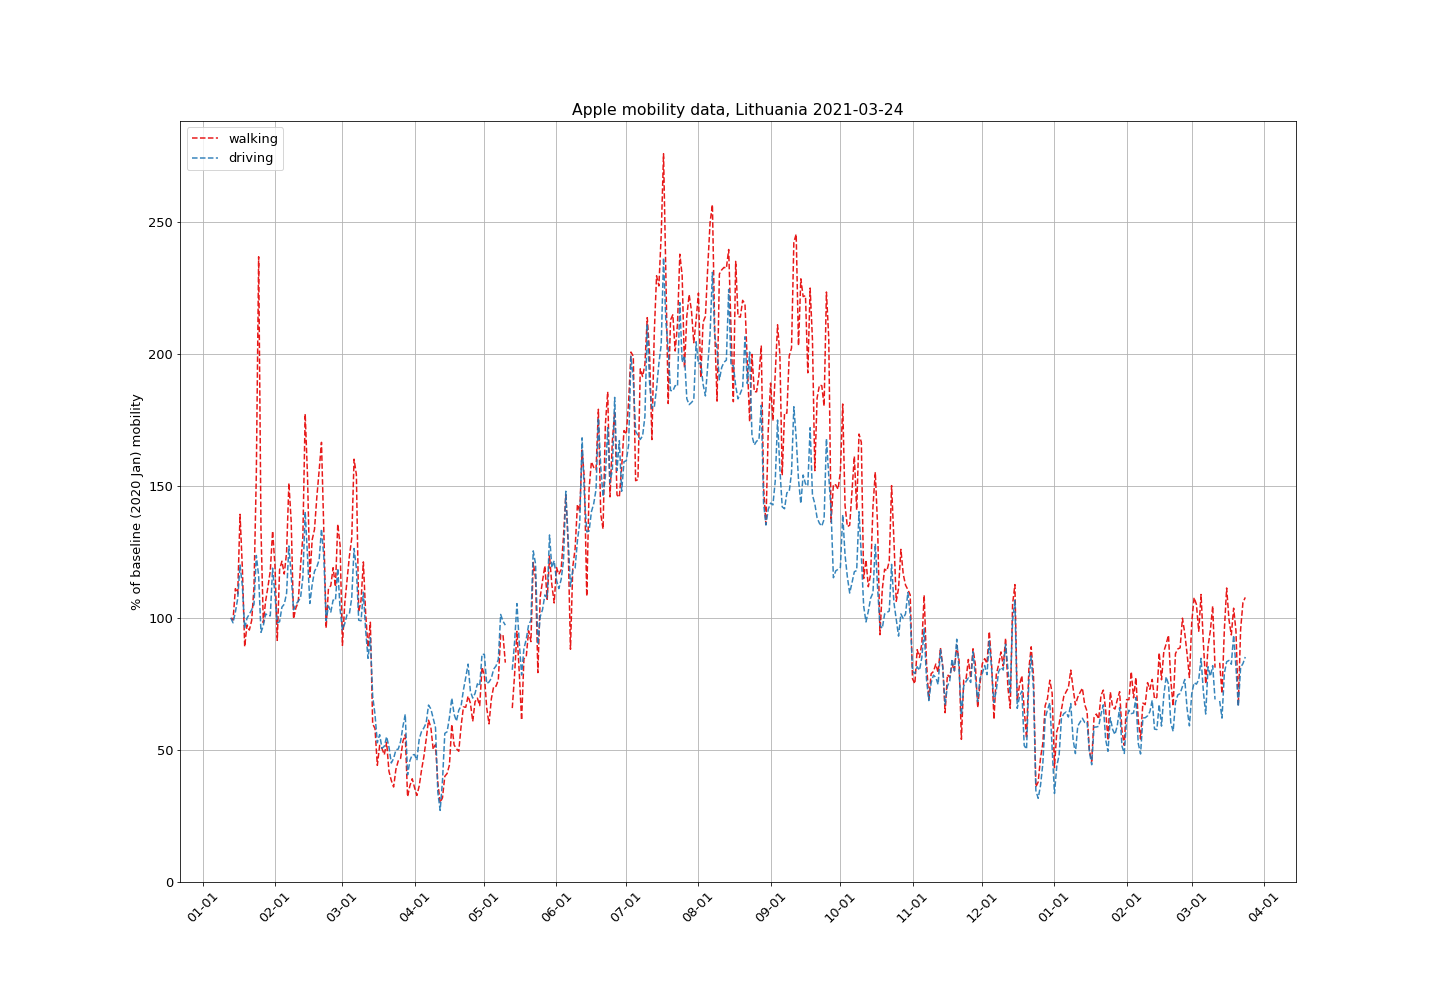 Apple mobility data, Lithuania 2021-03-24
walking
driving
% of baseline (2020 Jan) mobility
250
200
150
100
50
0
01-01 02-01 03-01 04-01 05-01 06-01 07-01 08-01 09-01 10-01 11-01 12-01 01-01 02-01 03-01 04-01